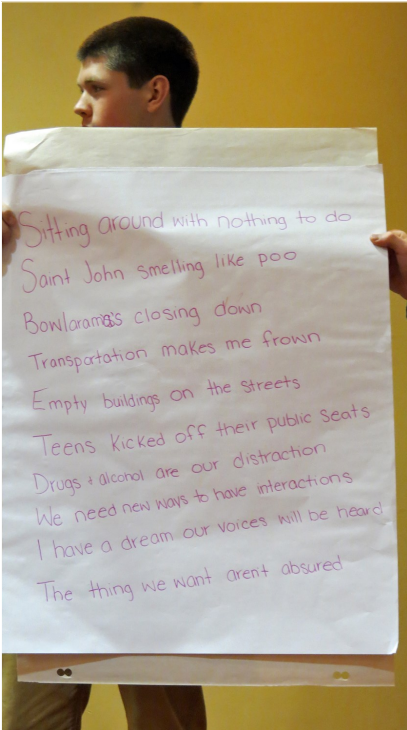 Sitting around with nothing to do
Saint John smelling like poo
Bowlarama's closing down
Transportation makes me frown
Empty buildings on the streets
Teens kicked off their public seats
Drugs + alcohol are our distraction
We need new ways to have interactions
I have a dream our voices will be heard
The thing we want arent absured